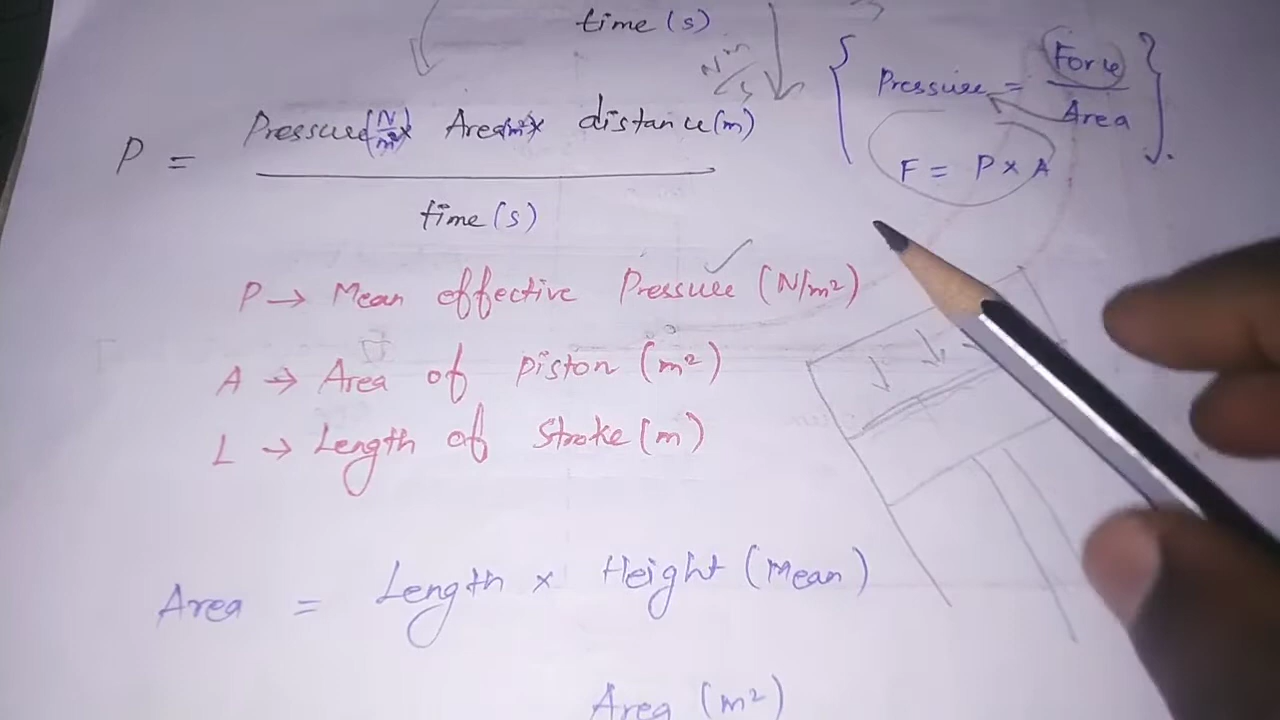 time (s)
Nm/s
{ Pressure = Force/Area }.
P = Pressure(N/m²)x Area(m²)x distance(m)
F = P x A
time (s)
P → Mean effective Pressure (N/m²)
A → Area of piston (m²)
L → Length of Stroke (m)
Area = Length x Height (Mean)
Area (m²)